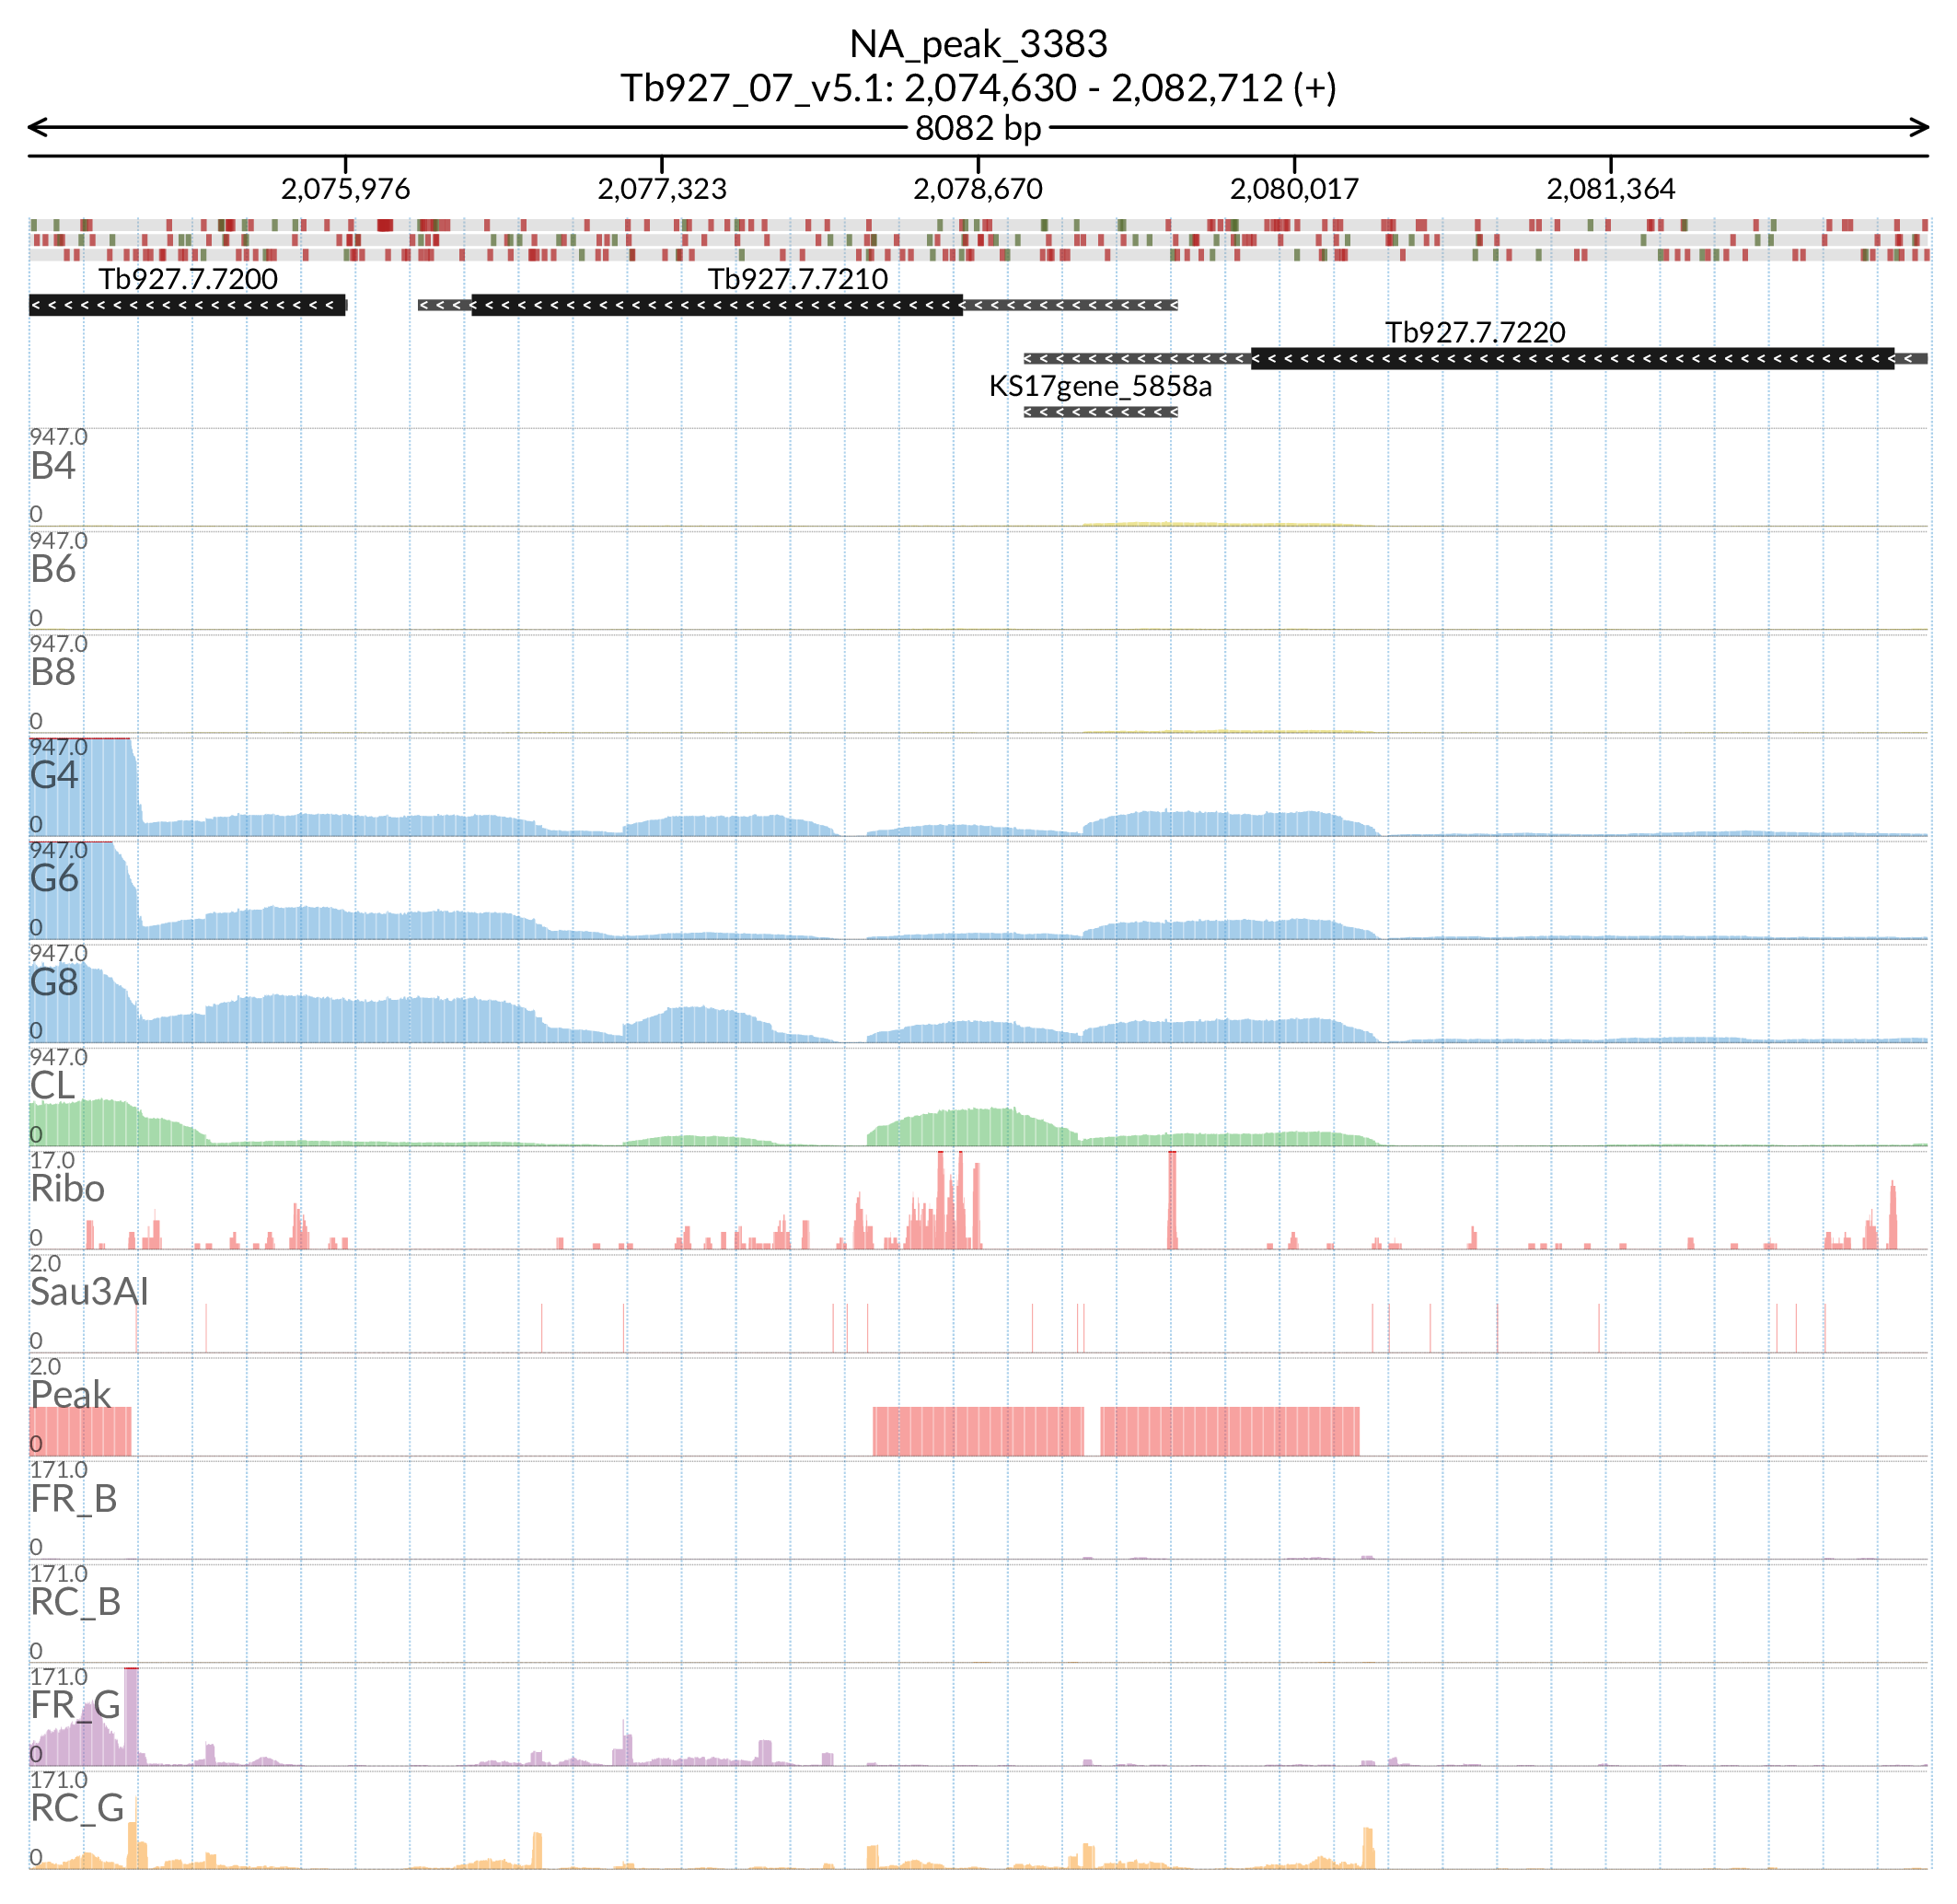 NA_peak_3383
Tb927_07_v5.1: 2,074,630 - 2,082,712 (+)
8082 bp
2,075,976 2,077,323 2,078,670 2,080,017 2,081,364
Tb927.7.7200 Tb927.7.7210
Tb927.7.7220
KS17gene_5858a
947.0
B4
0
947.0
B6
0
947.0
B8
0
947.0
G4
0
947.0
G6
0
947.0
G8
0
947.0
CL
0
17.0
Ribo
0
2.0
Sau3AI
0
2.0
Peak
0
171.0
FR_B
0
171.0
RC_B
0
171.0
FR_G
0
171.0
RC_G
0